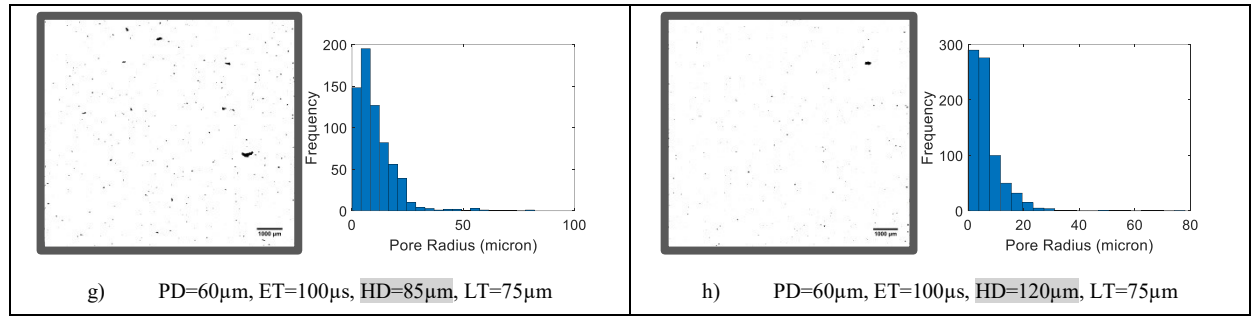 1000 µm
200
150
100
50
0
Frequency
0 50 100
Pore Radius (micron)
g) PD=60µm, ET=100µs, HD=85µm, LT=75µm
1000 µm
300
200
100
0
Frequency
0 20 40 60 80
Pore Radius (micron)
h) PD=60µm, ET=100µs, HD=120µm, LT=75µm